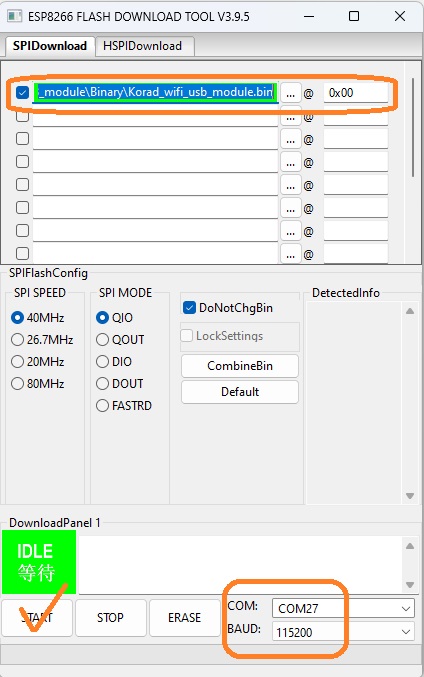 ESP8266 FLASH DOWNLOAD TOOL V3.9.5
SPIDownload HSPIDownload
_module\Binary\Korad_wifi_usb_module.bin ... @ 0x00
... @
... @
... @
... @
... @
... @
... @
SPIFlashConfig
SPI SPEED
40MHz
26.7MHz
20MHz
80MHz
SPI MODE
QIO
QOUT
DIO
DOUT
FASTRD
DoNotChgBin
LockSettings
CombineBin
Default
DetectedInfo
DownloadPanel 1
IDLE
等待
START STOP ERASE
COM: COM27
BAUD: 115200